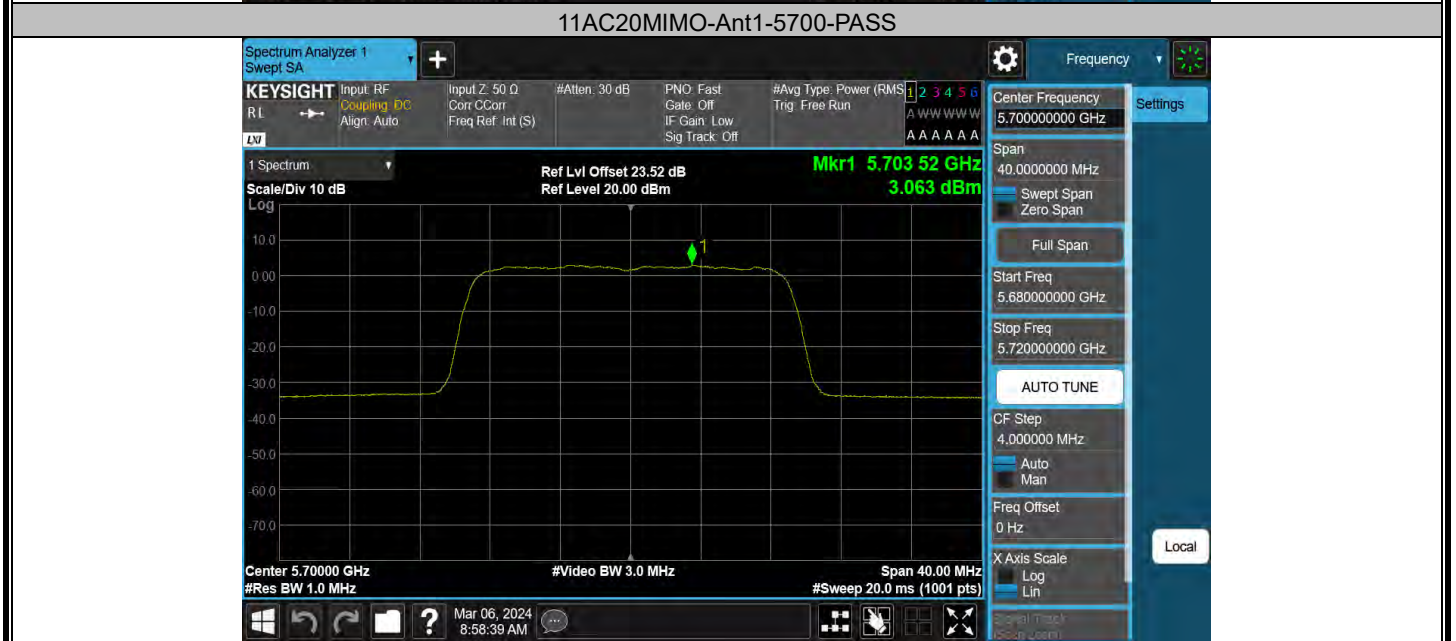 11AC20MIMO-Ant1-5700-PASS
Spectrum Analyzer 1
Swept SA
+
Frequency
KEYSIGHT
RL
LXI
Input: RF
Coupling: DC
Align: Auto
Input Z: 50 Ω
Corr CCorr
Freq Ref: Int (S)
#Atten: 30 dB
PNO: Fast
Gate: Off
IF Gain: Low
Sig Track: Off
#Avg Type: Power (RMS
Trig: Free Run
1 2 3 4 5 6
A W W W W W
A A A A A A
1 Spectrum
Scale/Div 10 dB
Log
Ref Lvl Offset 23.52 dB
Ref Level 20.00 dBm
Mkr1 5.703 52 GHz
3.063 dBm
1
10.0
0.00
-10.0
-20.0
-30.0
-40.0
-50.0
-60.0
-70.0
Center 5.70000 GHz
#Res BW 1.0 MHz
#Video BW 3.0 MHz
Span 40.00 MHz
#Sweep 20.0 ms (1001 pts)
?
Mar 06, 2024
8:58:39 AM
Center Frequency
5.700000000 GHz
Settings
Span
40.0000000 MHz
Swept Span
Zero Span
Full Span
Start Freq
5.680000000 GHz
Stop Freq
5.720000000 GHz
AUTO TUNE
CF Step
4.000000 MHz
Auto
Man
Freq Offset
0 Hz
X Axis Scale
Log
Lin
Signal Track
(Span Zoom)
Local